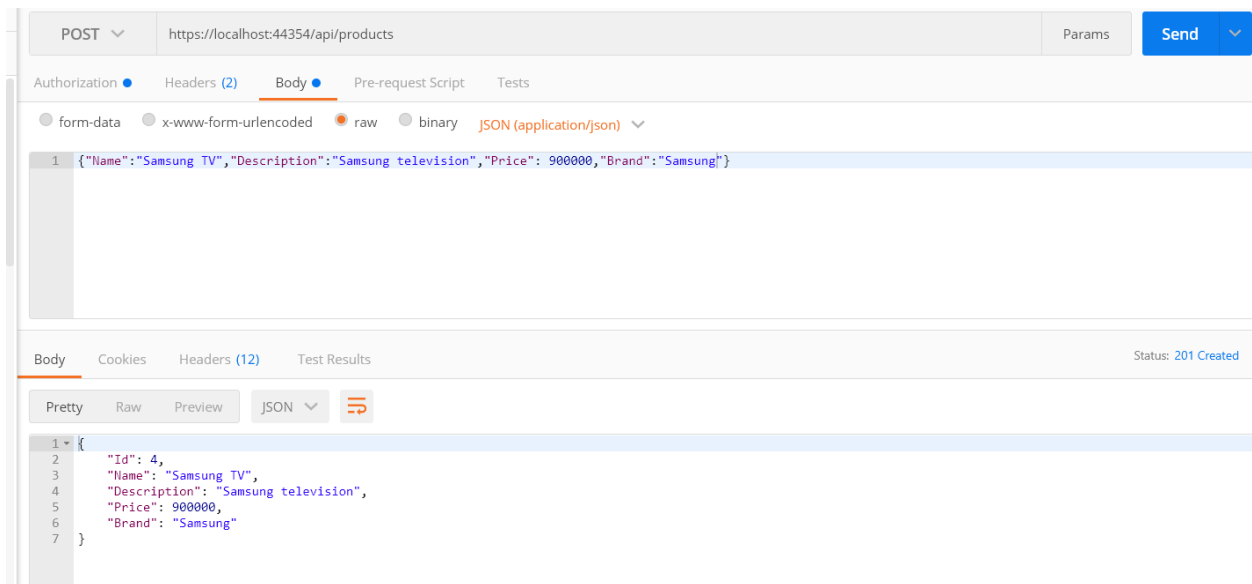 POST https://localhost:44354/api/products Params Send
Authorization Headers (2) Body Pre-request Script Tests
form-data x-www-form-urlencoded raw binary JSON (application/json)
1 {"Name":"Samsung TV","Description":"Samsung television","Price": 900000,"Brand":"Samsung"}
Body Cookies Headers (12) Test Results Status: 201 Created
Pretty Raw Preview JSON
1 {
2 "Id": 4,
3 "Name": "Samsung TV",
4 "Description": "Samsung television",
5 "Price": 900000,
6 "Brand": "Samsung"
7 }